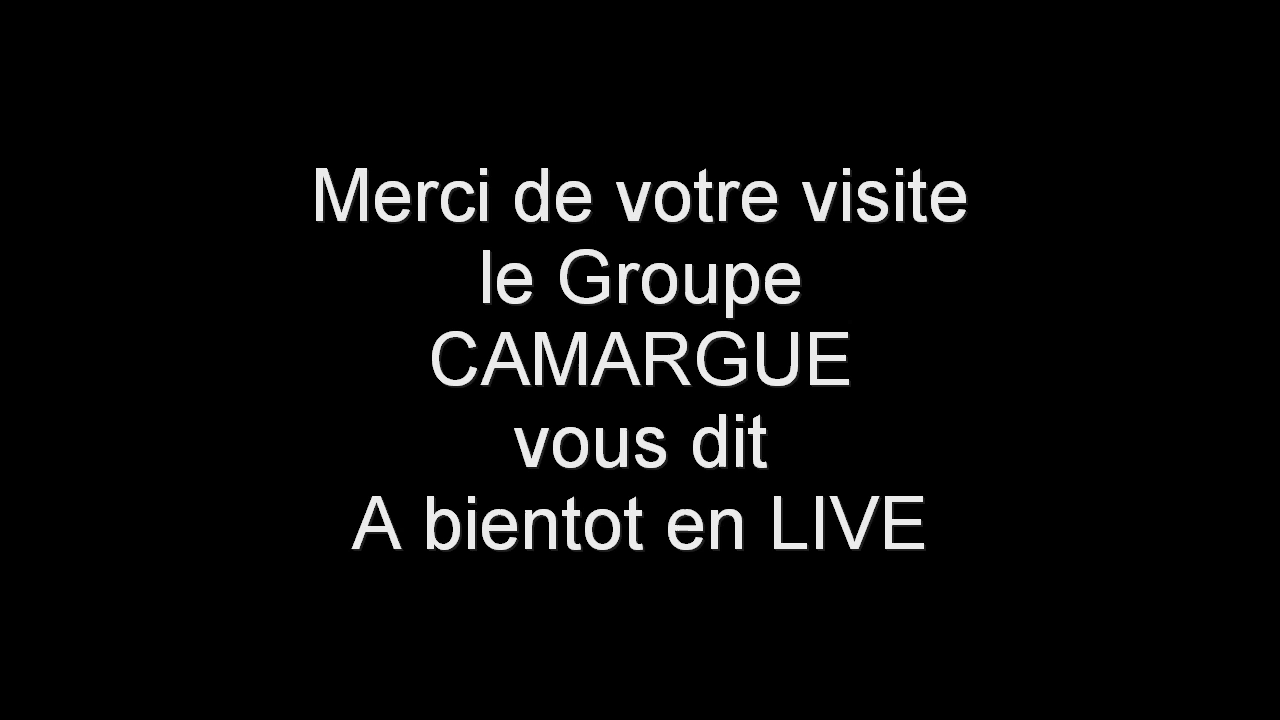 Merci de votre visite
le Groupe
CAMARGUE
vous dit
A bientot en LIVE